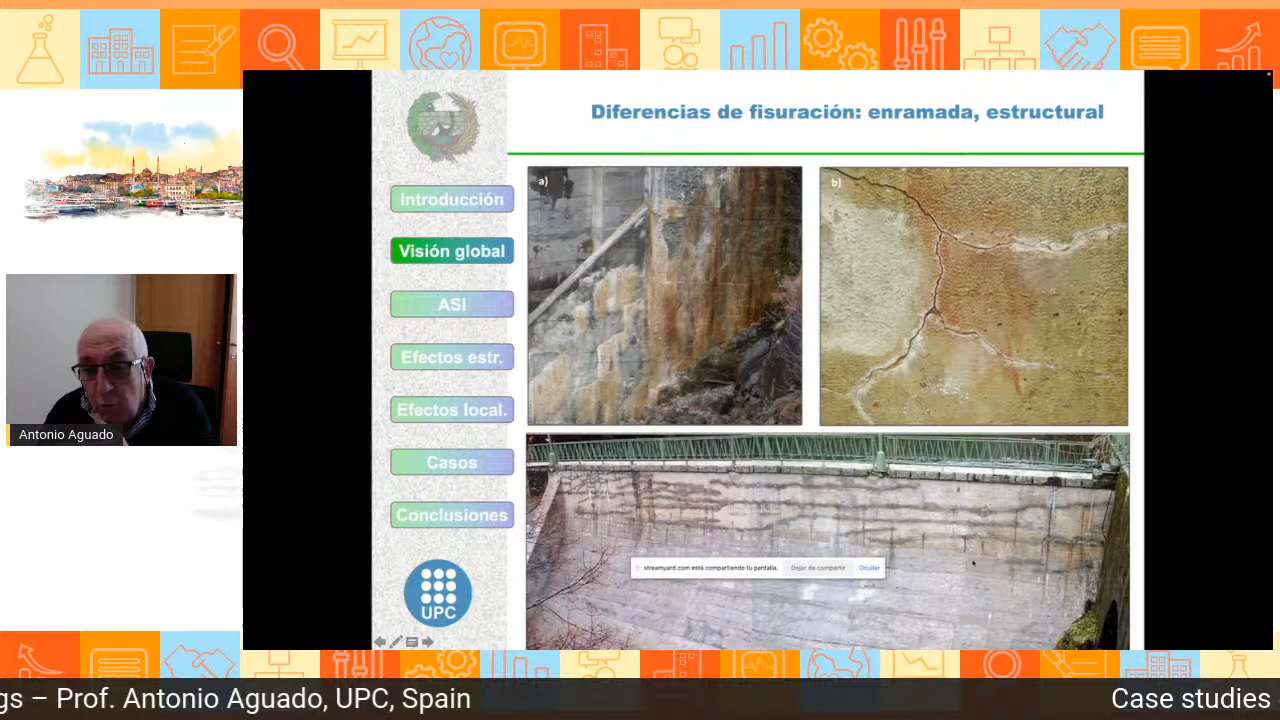 Diferencias de fisuración: enramada, estructural
a)
b)
Introducción
Visión global
ASI
Efectos estr.
Efectos local.
Casos
Conclusiones
UPC
streamyard.com está compartiendo tu pantalla.
Dejar de compartir
Ocultar
Antonio Aguado
gs – Prof. Antonio Aguado, UPC, Spain
Case studies